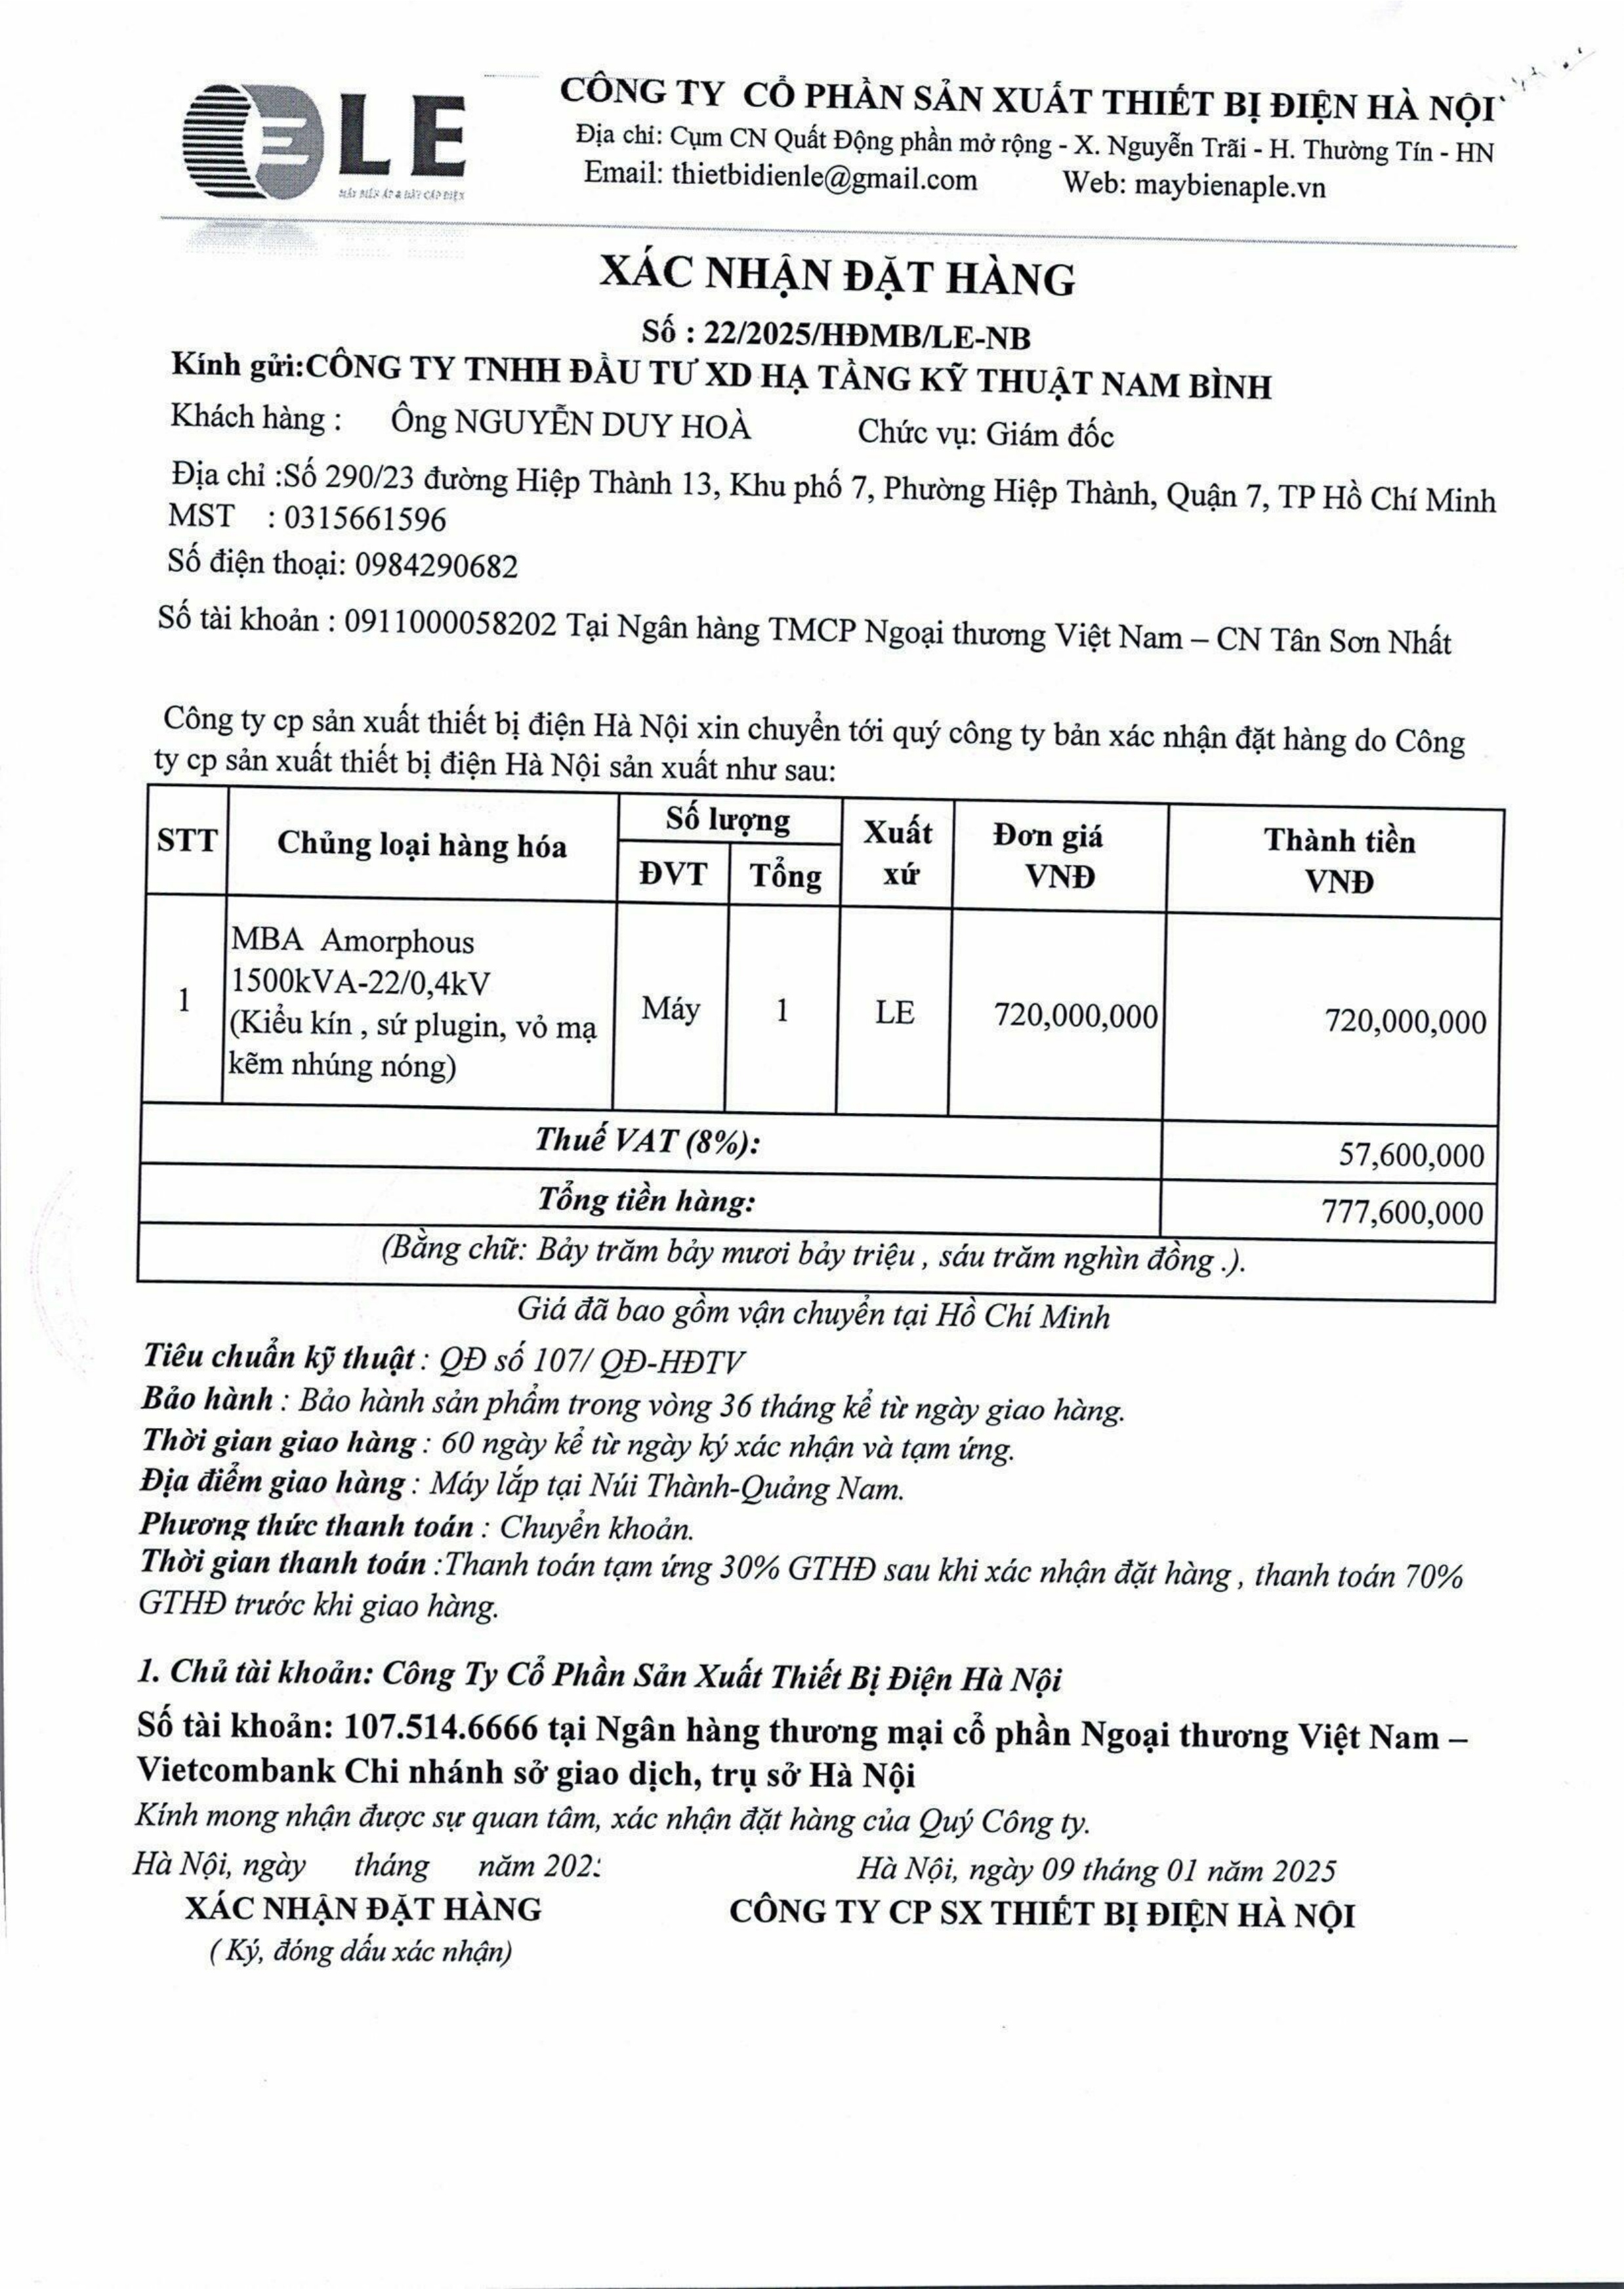 LE
MÁY BIẾN ÁP & DÂY CÁP ĐIỆN
CÔNG TY CỔ PHẦN SẢN XUẤT THIẾT BỊ ĐIỆN HÀ NỘI
Địa chỉ: Cụm CN Quất Động phần mở rộng - X. Nguyễn Trãi - H. Thường Tín - HN
Email: thietbidienle@gmail.com Web: maybienaple.vn
XÁC NHẬN ĐẶT HÀNG
Số : 22/2025/HĐMB/LE-NB
Kính gửi:CÔNG TY TNHH ĐẦU TƯ XD HẠ TẦNG KỸ THUẬT NAM BÌNH
Khách hàng : Ông NGUYỄN DUY HOÀ Chức vụ: Giám đốc
Địa chỉ :Số 290/23 đường Hiệp Thành 13, Khu phố 7, Phường Hiệp Thành, Quận 7, TP Hồ Chí Minh
MST : 0315661596
Số điện thoại: 0984290682
Số tài khoản : 0911000058202 Tại Ngân hàng TMCP Ngoại thương Việt Nam – CN Tân Sơn Nhất
Công ty cp sản xuất thiết bị điện Hà Nội xin chuyển tới quý công ty bản xác nhận đặt hàng do Công
ty cp sản xuất thiết bị điện Hà Nội sản xuất như sau:
STT Chủng loại hàng hóa Số lượng Xuất xứ Đơn giá VNĐ Thành tiền VNĐ
ĐVT Tổng
1 MBA Amorphous
1500kVA-22/0,4kV
(Kiểu kín , sứ plugin, vỏ mạ
kẽm nhúng nóng)
Máy 1 LE 720,000,000 720,000,000
Thuế VAT (8%): 57,600,000
Tổng tiền hàng: 777,600,000
(Bằng chữ: Bảy trăm bảy mươi bảy triệu , sáu trăm nghìn đồng .).
Giá đã bao gồm vận chuyển tại Hồ Chí Minh
Tiêu chuẩn kỹ thuật : QĐ số 107/ QĐ-HĐTV
Bảo hành : Bảo hành sản phẩm trong vòng 36 tháng kể từ ngày giao hàng.
Thời gian giao hàng : 60 ngày kể từ ngày ký xác nhận và tạm ứng.
Địa điểm giao hàng : Máy lắp tại Núi Thành-Quảng Nam.
Phương thức thanh toán : Chuyển khoản.
Thời gian thanh toán :Thanh toán tạm ứng 30% GTHĐ sau khi xác nhận đặt hàng , thanh toán 70%
GTHĐ trước khi giao hàng.
1. Chủ tài khoản: Công Ty Cổ Phần Sản Xuất Thiết Bị Điện Hà Nội
Số tài khoản: 107.514.6666 tại Ngân hàng thương mại cổ phần Ngoại thương Việt Nam –
Vietcombank Chi nhánh sở giao dịch, trụ sở Hà Nội
Kính mong nhận được sự quan tâm, xác nhận đặt hàng của Quý Công ty.
Hà Nội, ngày tháng năm 202 Hà Nội, ngày 09 tháng 01 năm 2025
XÁC NHẬN ĐẶT HÀNG CÔNG TY CP SX THIẾT BỊ ĐIỆN HÀ NỘI
( Ký, đóng dấu xác nhận)